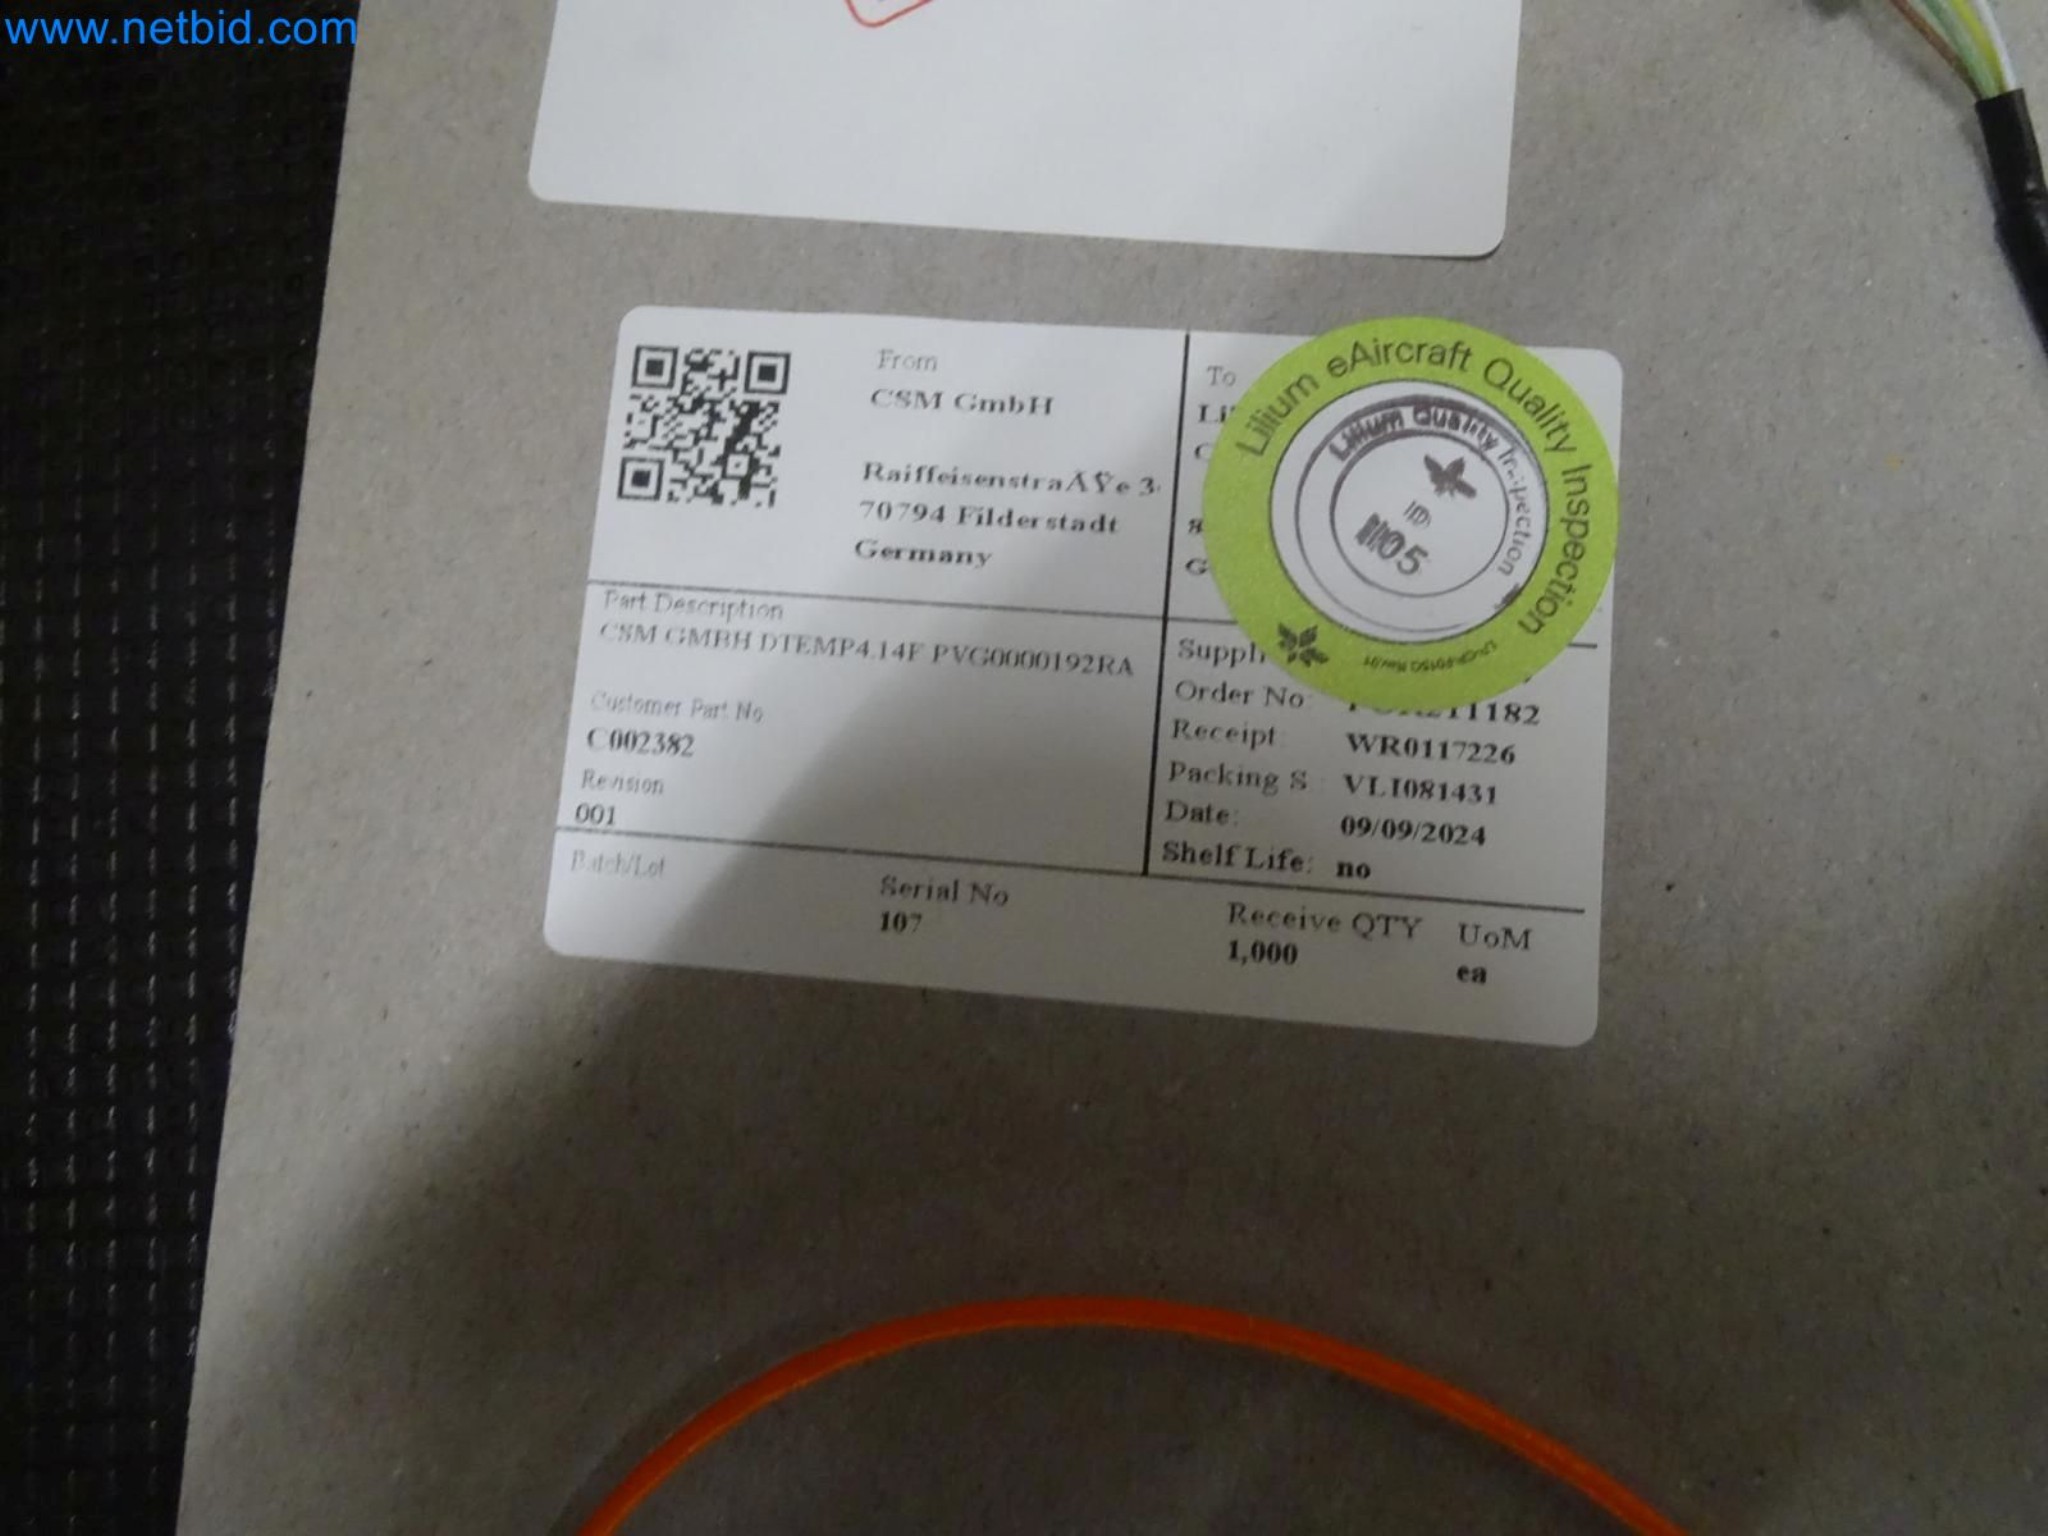 www.netbid.com
From
CSM GmbH
RaiffeisenstraÃŸe 3
70794 Filderstadt
Germany
To
Lilium eAircraft Quality Inspection
Lilium Quality Inspection
ID
05
Part Description
CSM GMBH DTEMP4.14F PVG0000192RA
Customer Part No
C002382
Revision
001
Order No
Receipt WR0117226
Packing S VLI081431
Date: 09/09/2024
Shelf Life: no
Batch/Lot
Serial No
107
Receive QTY
1,000
UoM
ea